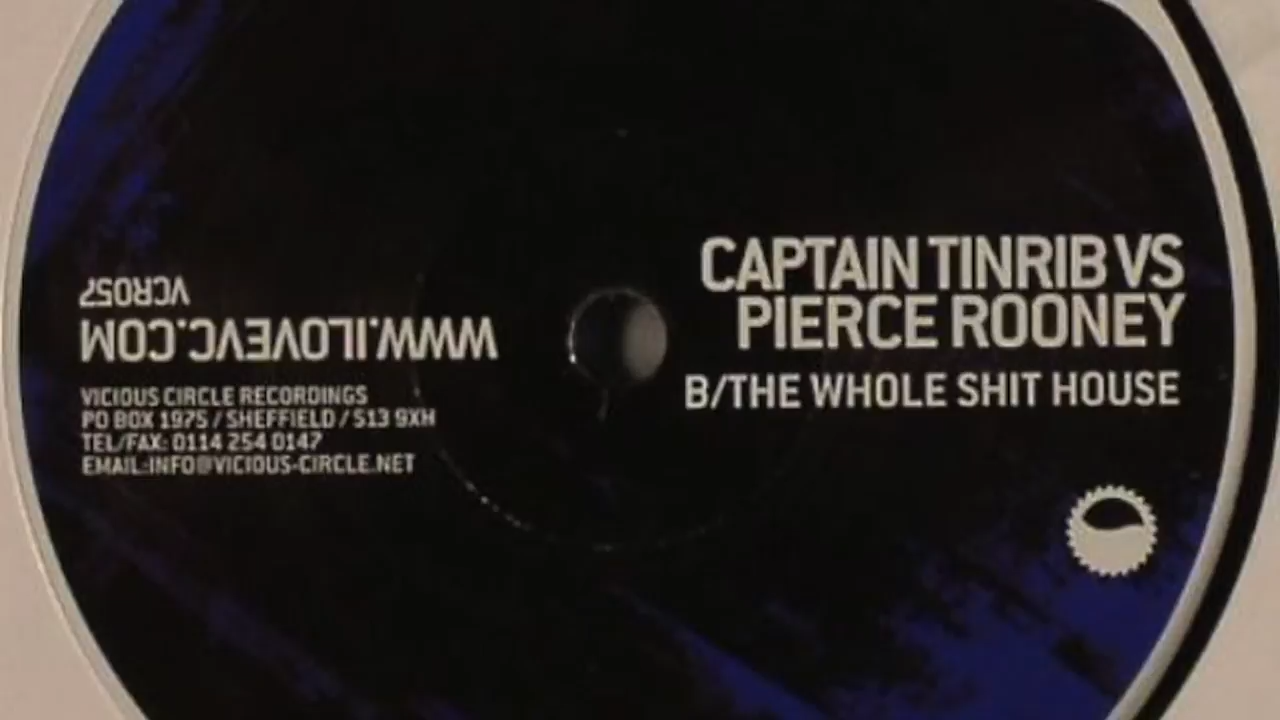 VCR057
WWW.ILOVEVC.COM
VICIOUS CIRCLE RECORDINGS
PO BOX 1975 / SHEFFIELD / S13 9XH
TEL/FAX: 0114 254 0147
EMAIL:INFO@VICIOUS-CIRCLE.NET
CAPTAIN TINRIB VS
PIERCE ROONEY
B/THE WHOLE SHIT HOUSE